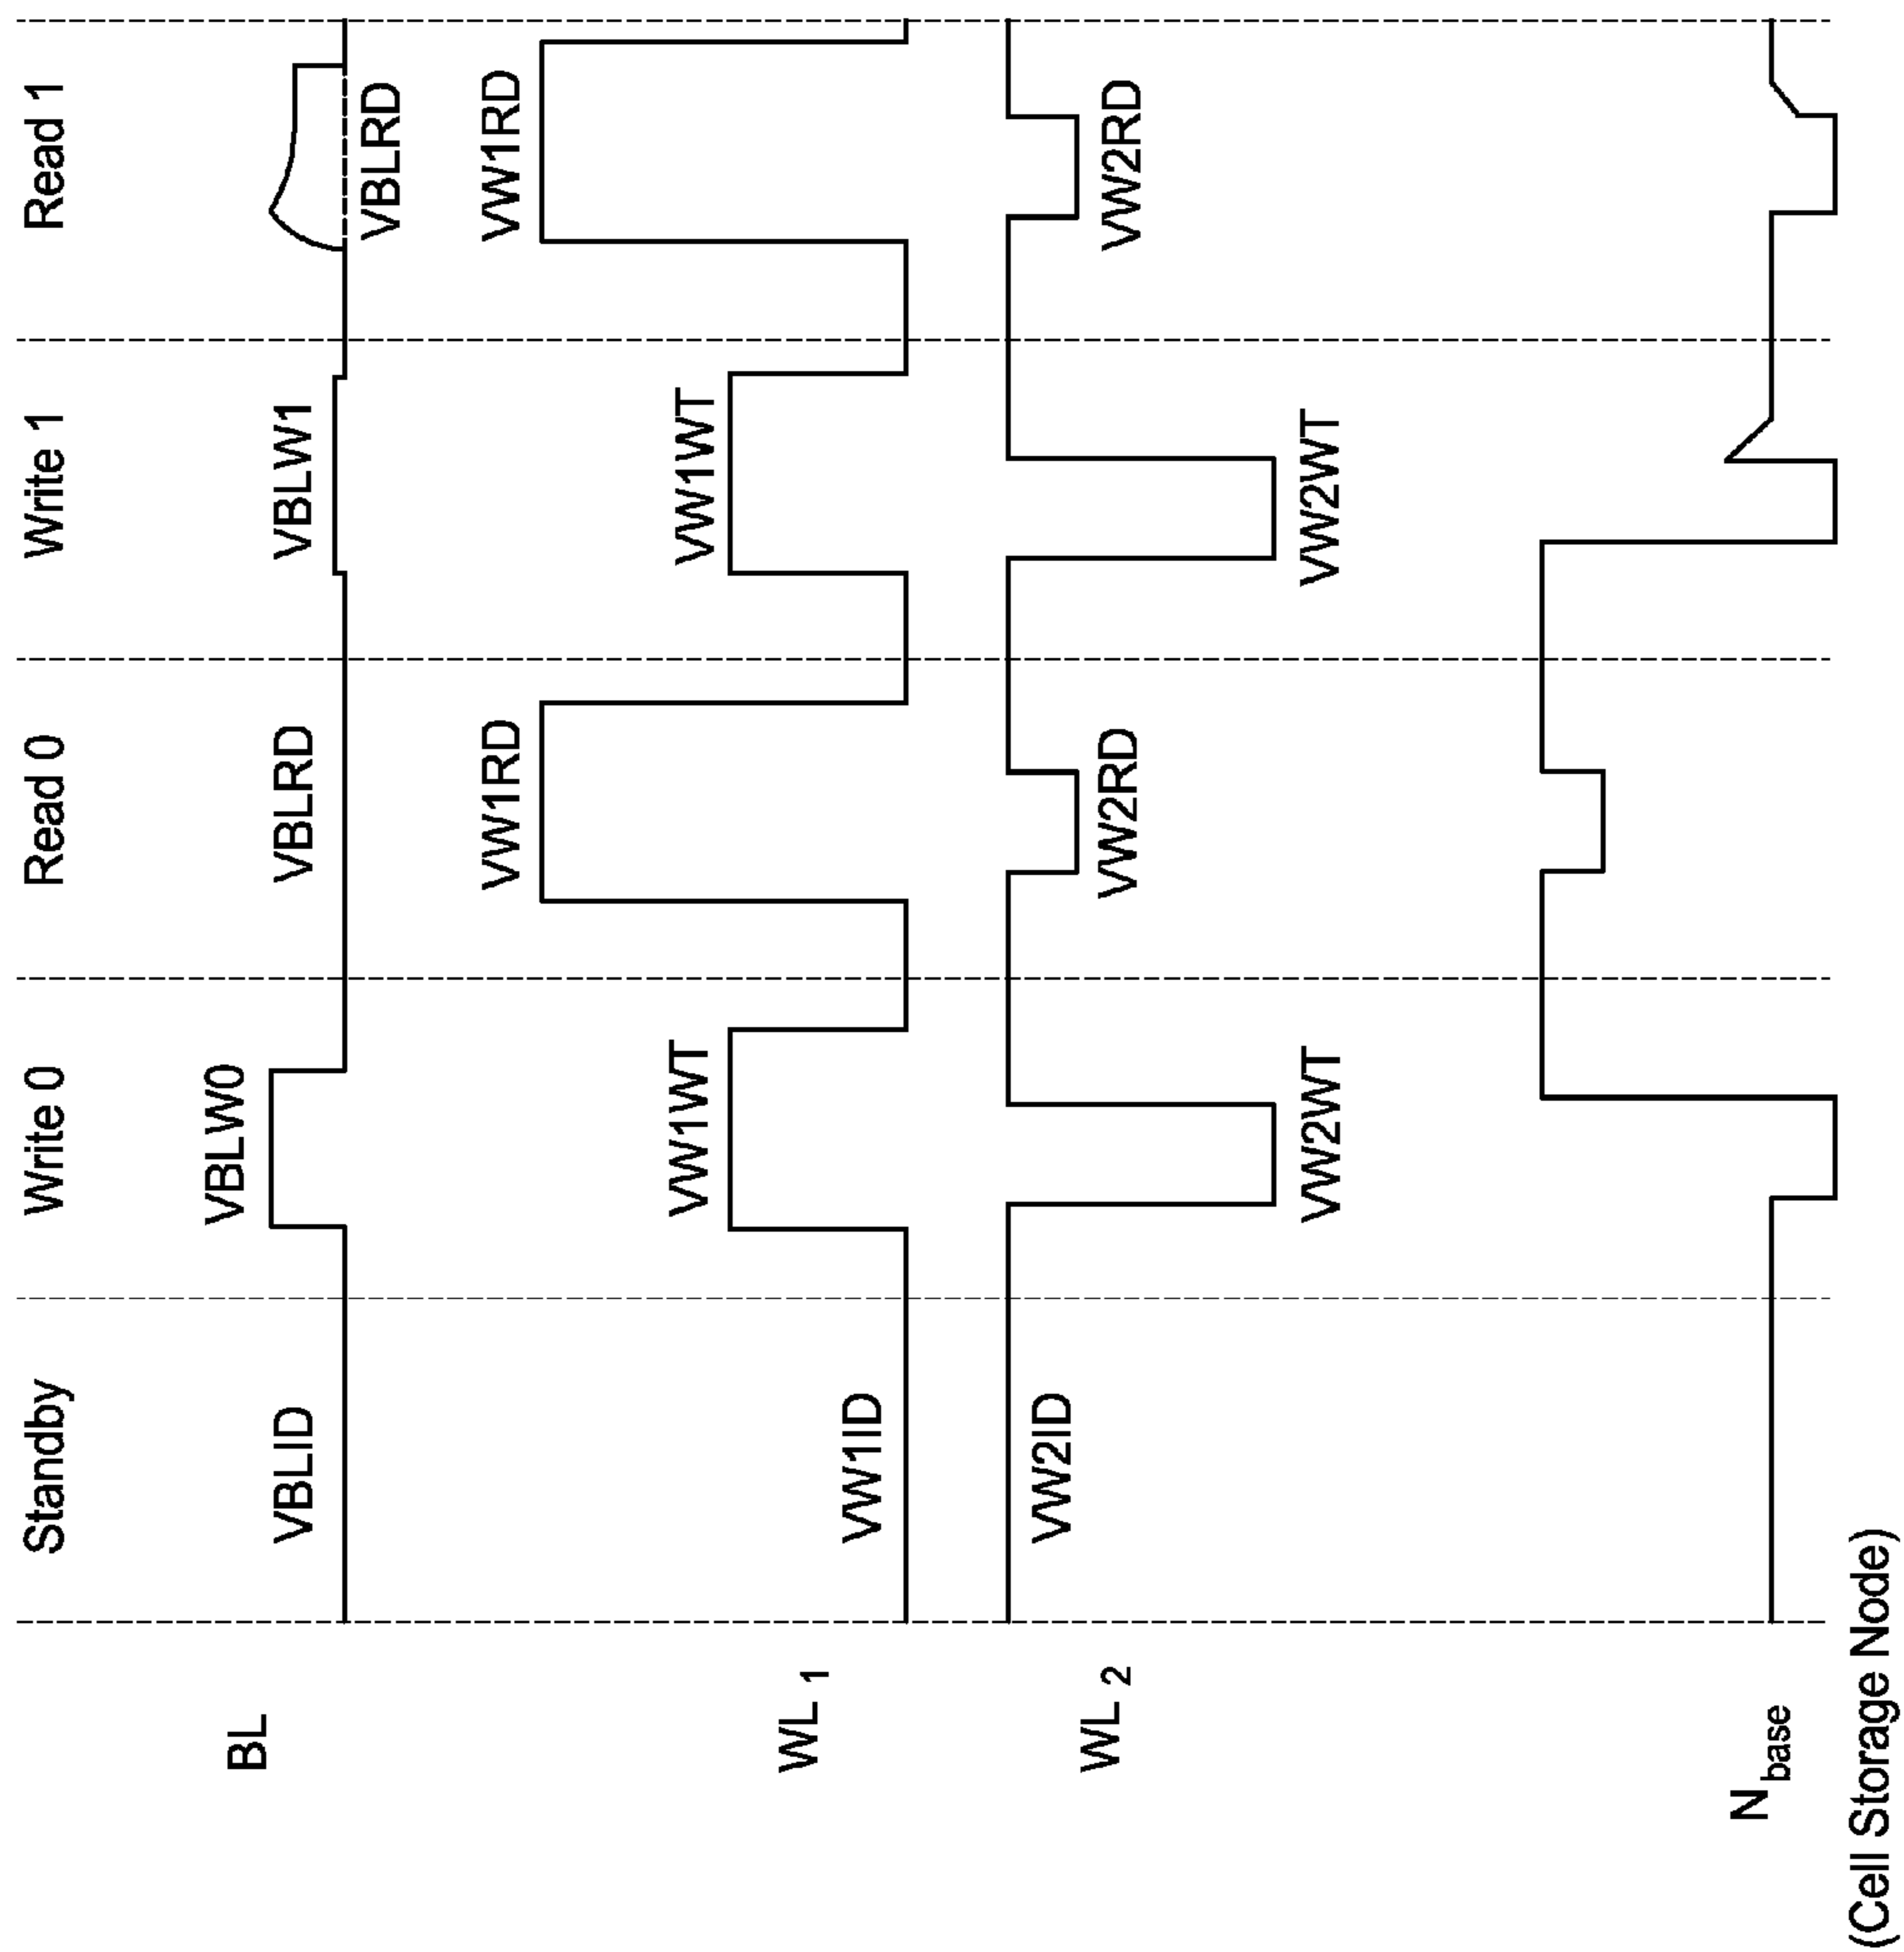 Standby Write 0 Read 0 Write 1 Read 1
BL VBLID VBLW0 VBLRD VBLW1 VBLRD
WL 1 VW1ID VW1WT VW1RD VW1WT VW1RD
WL 2 VW2ID VW2WT VW2RD VW2WT VW2RD
N base
(Cell Storage Node)